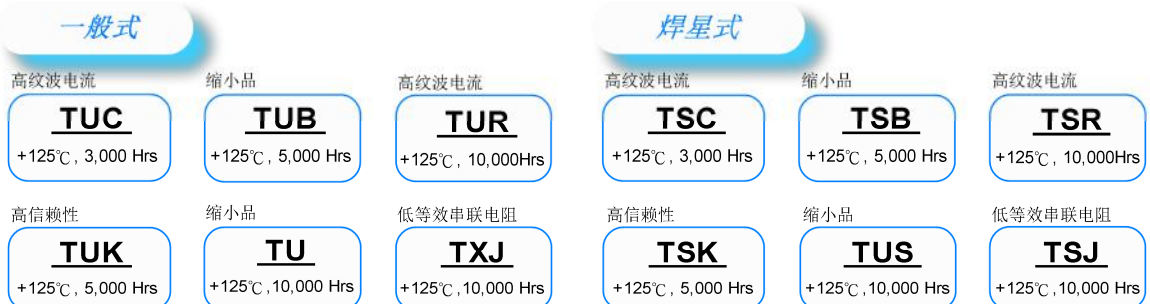 一般式
高纹波电流
TUC
+125℃, 3,000 Hrs
缩小品
TUB
+125℃, 5,000 Hrs
高纹波电流
TUR
+125℃, 10,000Hrs
高信赖性
TUK
+125℃, 5,000 Hrs
缩小品
TU
+125℃,10,000 Hrs
低等效串联电阻
TXJ
+125℃,10,000 Hrs
焊星式
高纹波电流
TSC
+125℃, 3,000 Hrs
缩小品
TSB
+125℃, 5,000 Hrs
高纹波电流
TSR
+125℃, 10,000Hrs
高信赖性
TSK
+125℃, 5,000 Hrs
缩小品
TUS
+125℃,10,000 Hrs
低等效串联电阻
TSJ
+125℃,10,000 Hrs